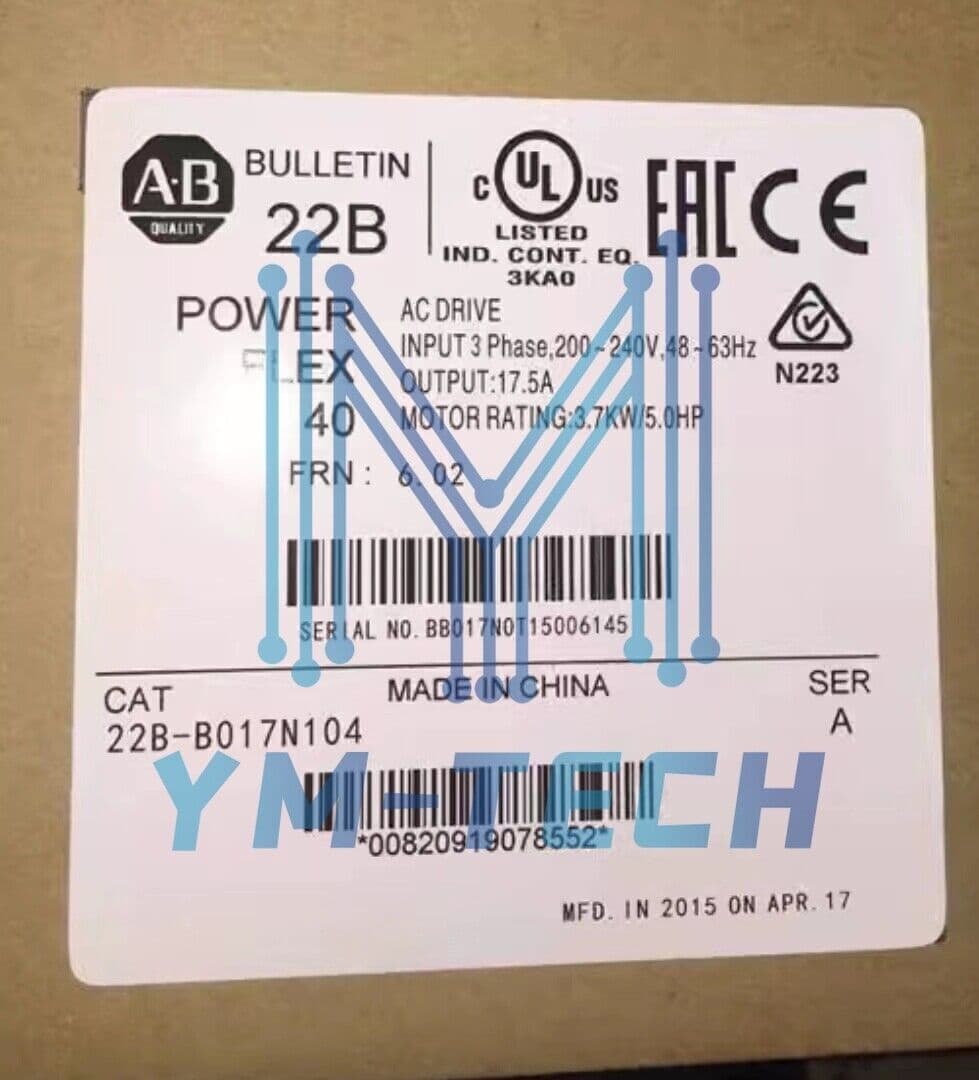 A·B
QUALITY
BULLETIN
22B
C UL US
LISTED
IND. CONT. EQ.
3KA0
EAC CE
POWER
FLEX
40
AC DRIVE
INPUT 3 Phase,200~240V,48~63Hz
OUTPUT:17.5A
MOTOR RATING:3.7KW/5.0HP
N223
FRN : 6.02
SERIAL NO. BB017N0T15006145
CAT
22B-B017N104
MADE IN CHINA
SER
A
YM-TECH
*00820919078552*
MFD. IN 2015 ON APR. 17